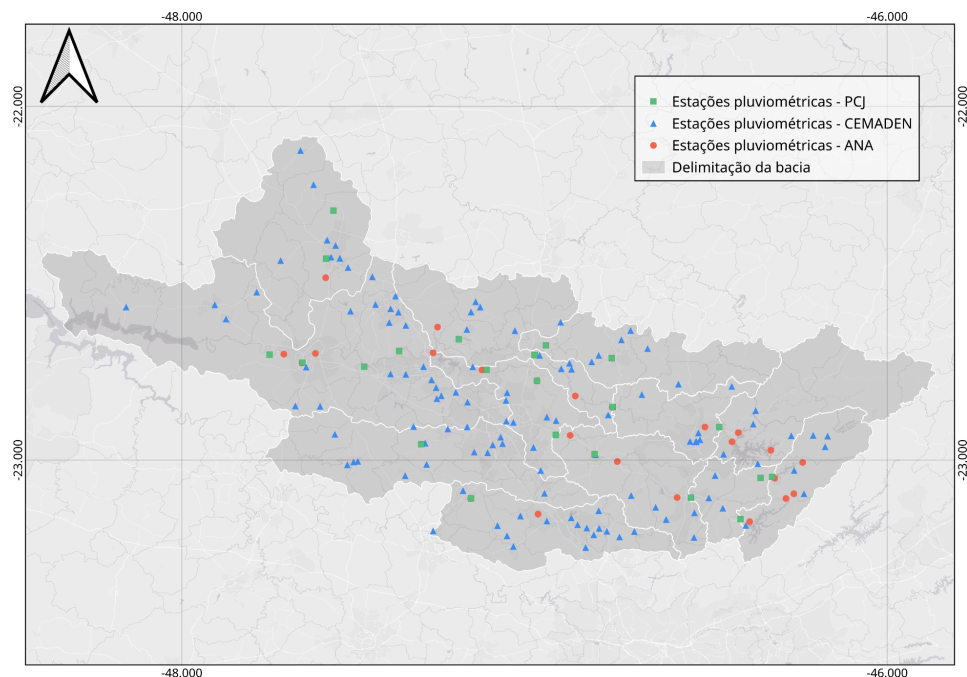 -48.000
-46.000
-22.000
-22.000
Estações pluviométricas - PCJ
Estações pluviométricas - CEMADEN
Estações pluviométricas - ANA
Delimitação da bacia
-23.000
-23.000
-48.000
-46.000